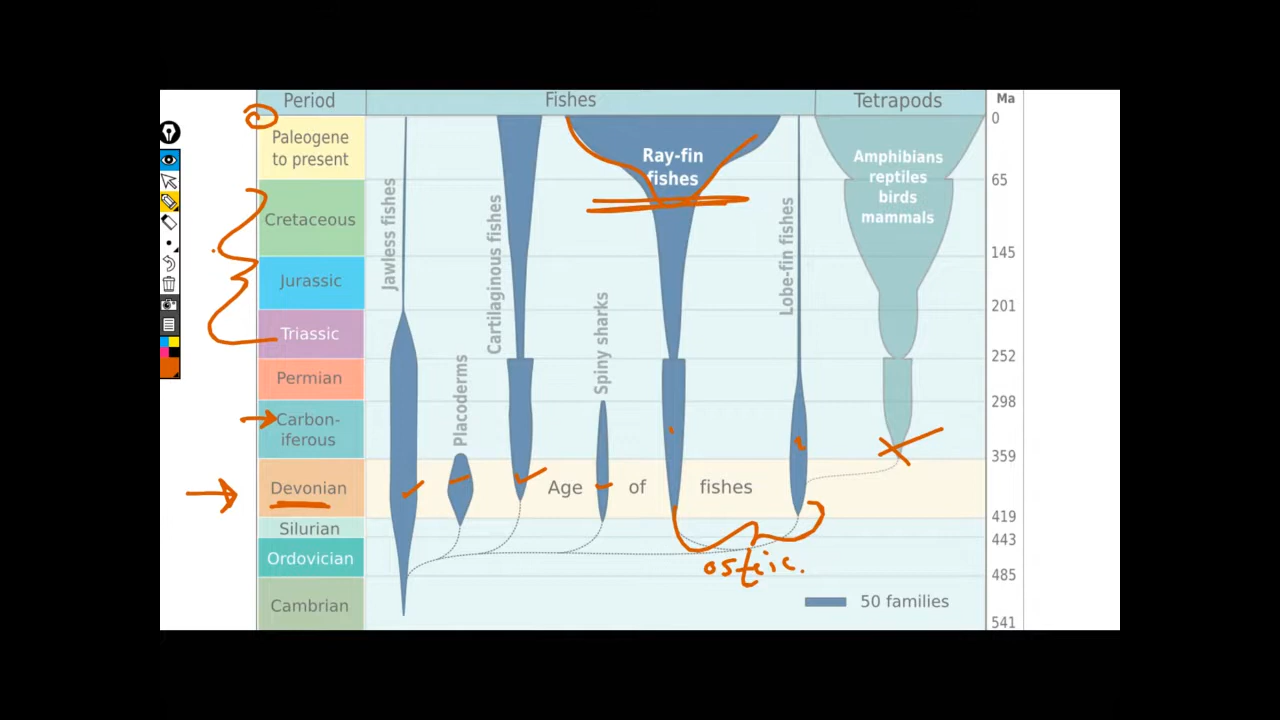 Period
Fishes
Tetrapods
Ma
0
Paleogene
to present
Ray-fin
fishes
Amphibians
reptiles
birds
mammals
65
Cretaceous
Jawless fishes
Cartilaginous fishes
Lobe-fin fishes
145
Jurassic
201
Triassic
Spiny sharks
252
Permian
Placoderms
298
Carbon-
iferous
359
Devonian
Age of fishes
419
Silurian
443
Ordovician
osteic.
485
Cambrian
50 families
541